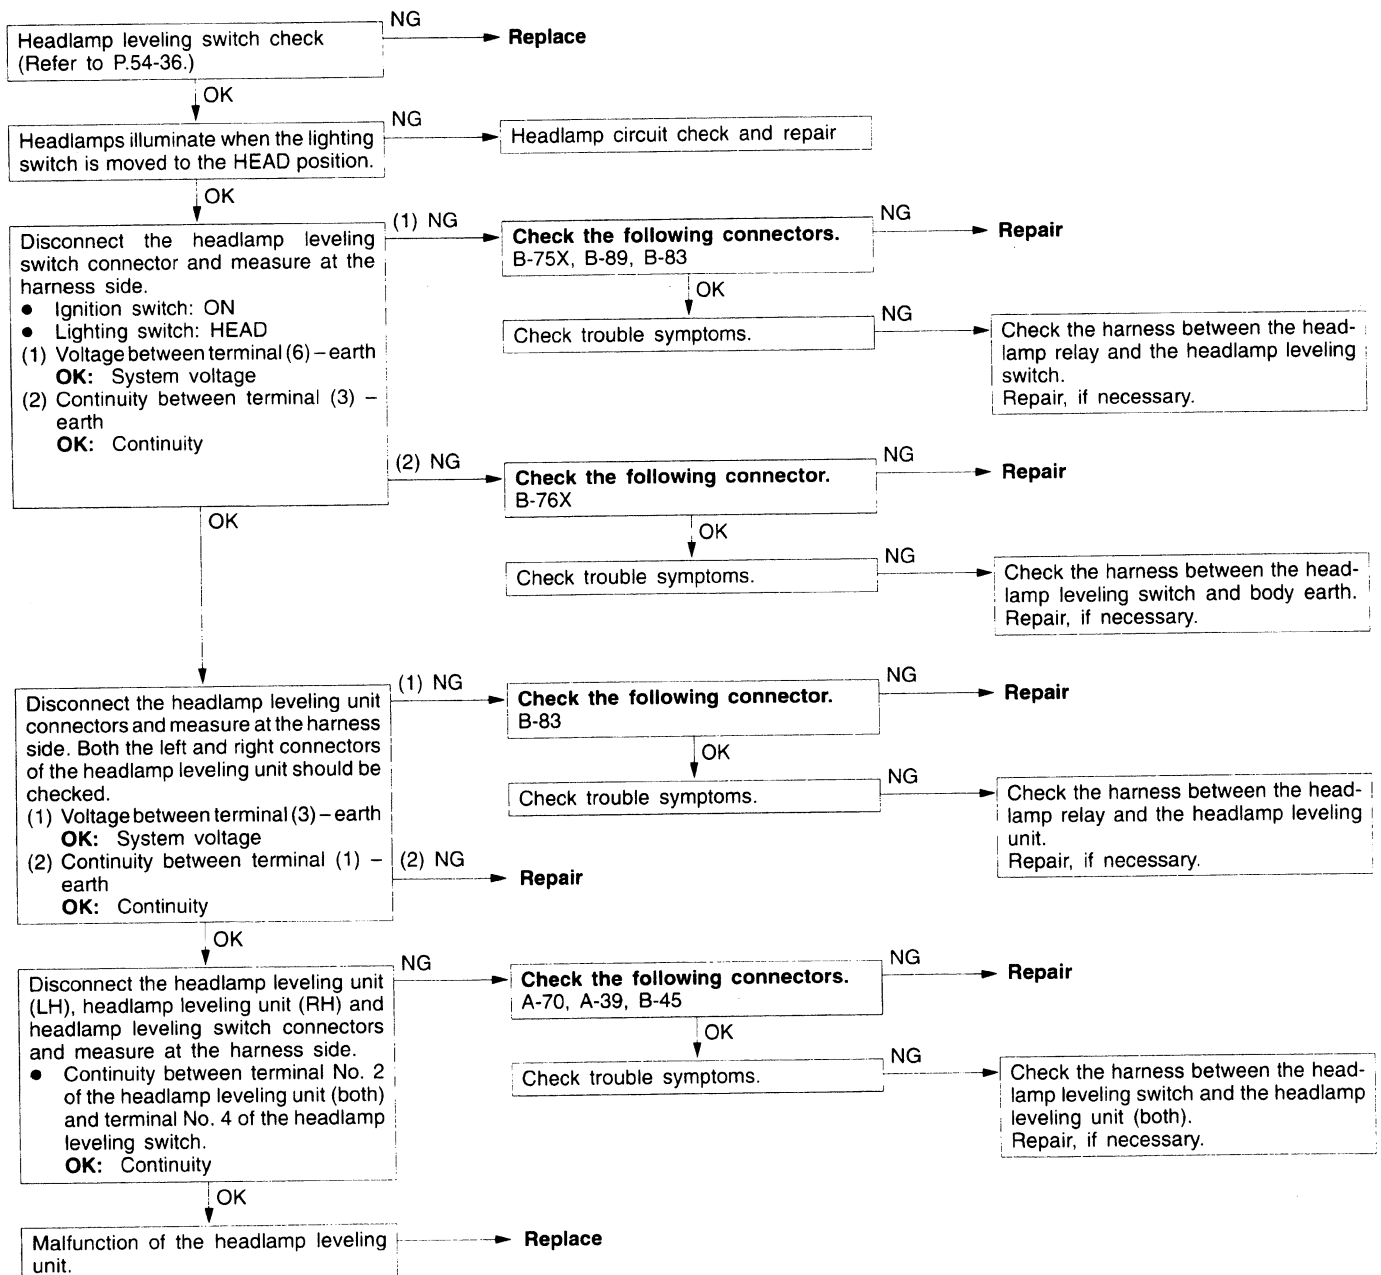 Headlamp leveling switch check
(Refer to P.54-36.)
NG
Replace
OK
Headlamps illuminate when the lighting
switch is moved to the HEAD position.
NG
Headlamp circuit check and repair
OK
Disconnect the headlamp leveling
switch connector and measure at the
harness side.
● Ignition switch: ON
● Lighting switch: HEAD
(1) Voltage between terminal (6) – earth
OK: System voltage
(2) Continuity between terminal (3) –
earth
OK: Continuity
(1) NG
Check the following connectors.
B-75X, B-89, B-83
NG
Repair
OK
Check trouble symptoms.
NG
Check the harness between the head-
lamp relay and the headlamp leveling
switch.
Repair, if necessary.
(2) NG
Check the following connector.
B-76X
NG
Repair
OK
Check trouble symptoms.
NG
Check the harness between the head-
lamp leveling switch and body earth.
Repair, if necessary.
OK
Disconnect the headlamp leveling unit
connectors and measure at the harness
side. Both the left and right connectors
of the headlamp leveling unit should be
checked.
(1) Voltage between terminal (3) – earth
OK: System voltage
(2) Continuity between terminal (1) –
earth
OK: Continuity
(1) NG
Check the following connector.
B-83
NG
Repair
OK
Check trouble symptoms.
NG
Check the harness between the head-
lamp relay and the headlamp leveling
unit.
Repair, if necessary.
(2) NG
Repair
OK
Disconnect the headlamp leveling unit
(LH), headlamp leveling unit (RH) and
headlamp leveling switch connectors
and measure at the harness side.
● Continuity between terminal No. 2
of the headlamp leveling unit (both)
and terminal No. 4 of the headlamp
leveling switch.
OK: Continuity
NG
Check the following connectors.
A-70, A-39, B-45
NG
Repair
OK
Check trouble symptoms.
NG
Check the harness between the head-
lamp leveling switch and the headlamp
leveling unit (both).
Repair, if necessary.
OK
Malfunction of the headlamp leveling
unit.
Replace